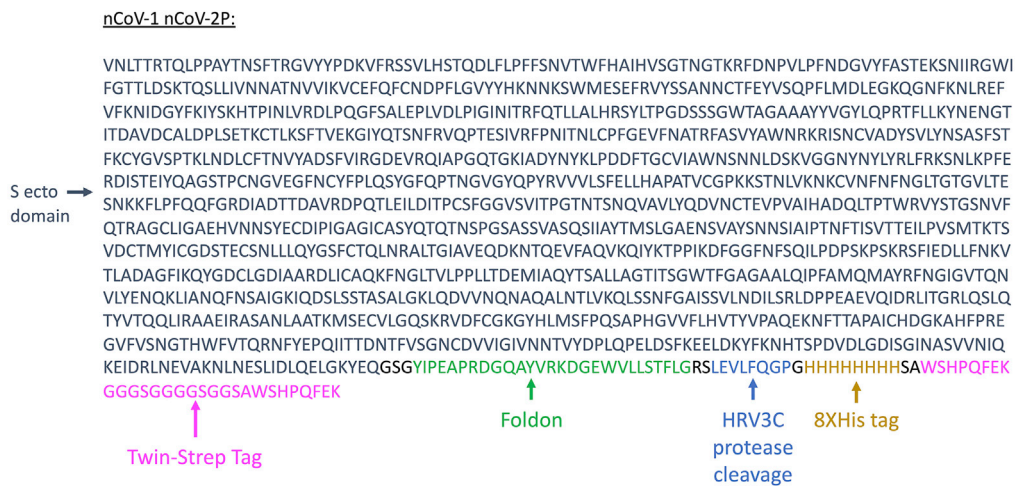 nCoV-1 nCoV-2P:
VNLTTRTQLPPAYTNSFTRGVYYPDKVFRSSVLHSTQDLFLPFFSNVTWFHAIHVSGTNGTKRFDNPVLPFNDGVYFASTEKSNIIRGWI
FGTTLDSKTQSLLIVNNATNVVIKVCEFQFCNDPFLGVYYHKNNKSWMESEFRVYSSANNCTFEYVSQPFLMDLEGKQGNFKNLREF
VFKNIDGYFKIYSKHTPINLVRDLPQGFSALEPLVDLPIGINITRFQTLLALHRSYLTPGDSSSGWTAGAAAYYVGYLQPRTFLLKYNENGT
ITDAVDCALDPLSETKCTLKSFTVEKGIYQTSNFRVQPTESIVRFPNITNLCPFGEVFNATRFASVYAWNRKRISNCVADYSVLYNSASFST
FKCYGVSPTKLNDLCFTNVYADSFVIRGDEVRQIAPGQTGKIADYNYKLPDDFTGCVIAWNSNNLDSKVGGNYNYLYRLFRKSNLKPFE
RDISTEIYQAGSTPCNGVEGFNCYFPLQSYGFQPTNGVGYQPYRVVVLSFELLHAPATVCGPKKSTNLVKNKCVNFNFNGLTGTGVLTE
S ecto
domain
SNKKFLPFQQFGRDIADTTDAVRDPQTLEILDITPCSFGGVSVITPGTNTSNQVAVLYQDVNCTEVPVAIHADQLTPTWRVYSTGSNVF
QTRAGCLIGAEHVNNSYECDIPIGAGICASYQTQTNSPGSASSVASQSIIAYTMSLGAENSVAYSNNSIAIPTNFTISVTTEILPVSMTKTS
VDCTMYICGDSTECSNLLLQYGSFCTQLNRALTGIAVEQDKNTQEVFAQVKQIYKTPPIKDFGGFNFSQILPDPSKPSKRSFIEDLLFNKV
TLADAGFIKQYGDCLGDIAARDLICAQKFNGLTVLPPLLTDEMIAQYTSALLAGTITSGWTFGAGAALQIPFAMQMAYRFNGIGVTQN
VLYENQKLIANQFNSAIGKIQDSLSSTASALGKLQDVVNQNAQALNTLVKQLSSNFGAISSVLNDILSRLDPPEAEVQIDRLITGRLQSLQ
TYVTQQLIRAAEIRASANLAATKMSECVLGQSKRVDFCGKGYHLMSFPQSAPHGVVFLHVTYVPAQEKNFTTAPAICHDGKAHFPRE
GVFVSNGTHWFVTQRNFYEPQIITTDNTFVSGNCDVVIGIVNNTVYDPLQPELDSFKEELDKYFKNHTSPDVDLGDISGINASVVNIQ
KEIDRLNEVAKNLNESLIDLQELGKYEQGSGYIPEAPRDGQAYVRKDGEWVLLSTFLGRSLEVLFQGPGHHHHHHHHSAWSHPQFEK
GGGSGGGGSGGSAWSHPQFEK
Foldon
HRV3C
protease
cleavage
8XHis tag
Twin-Strep Tag